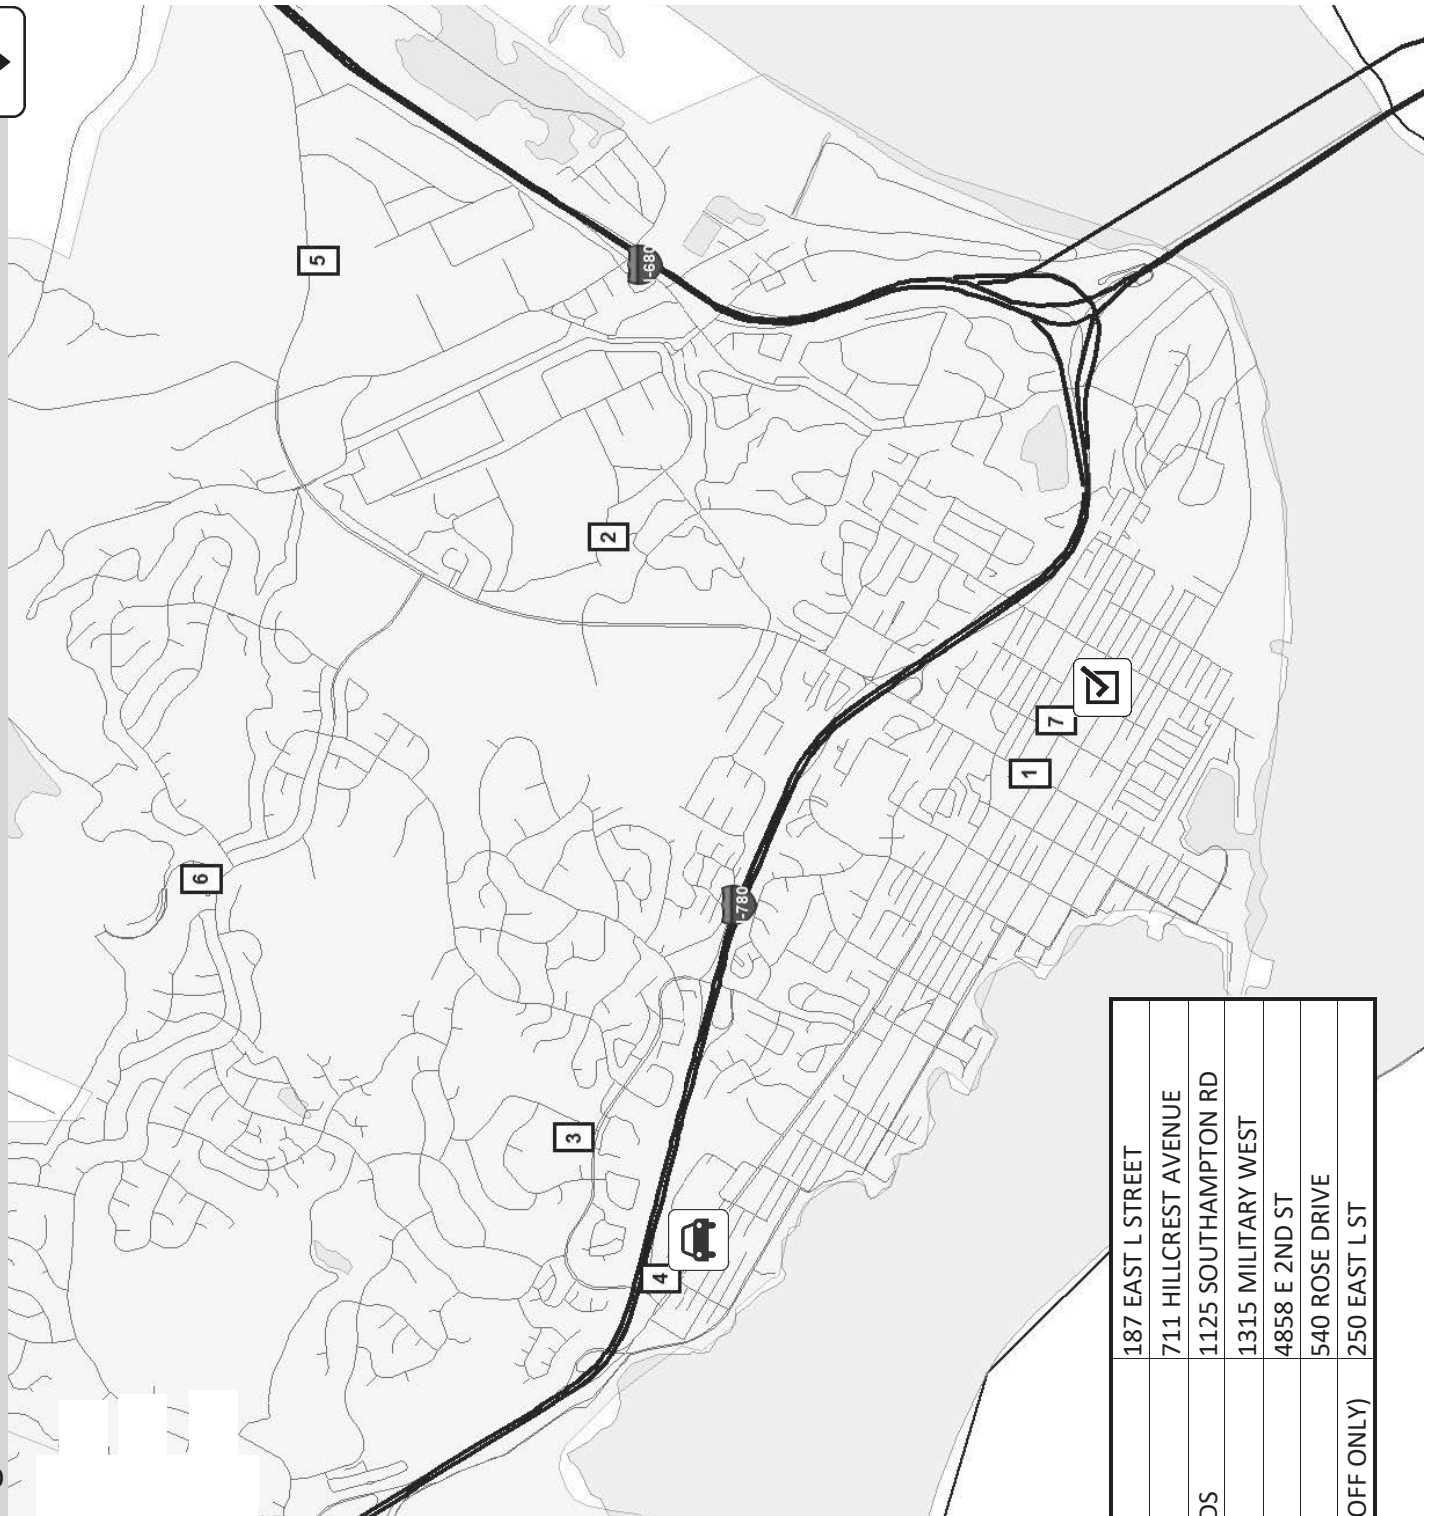 5
I-680
2
6
7
1
I-780
3
4
187 EAST L STREET
711 HILLCREST AVENUE
DS 1125 SOUTHAMPTON RD
1315 MILITARY WEST
4858 E 2ND ST
540 ROSE DRIVE
OFF ONLY) 250 EAST L ST